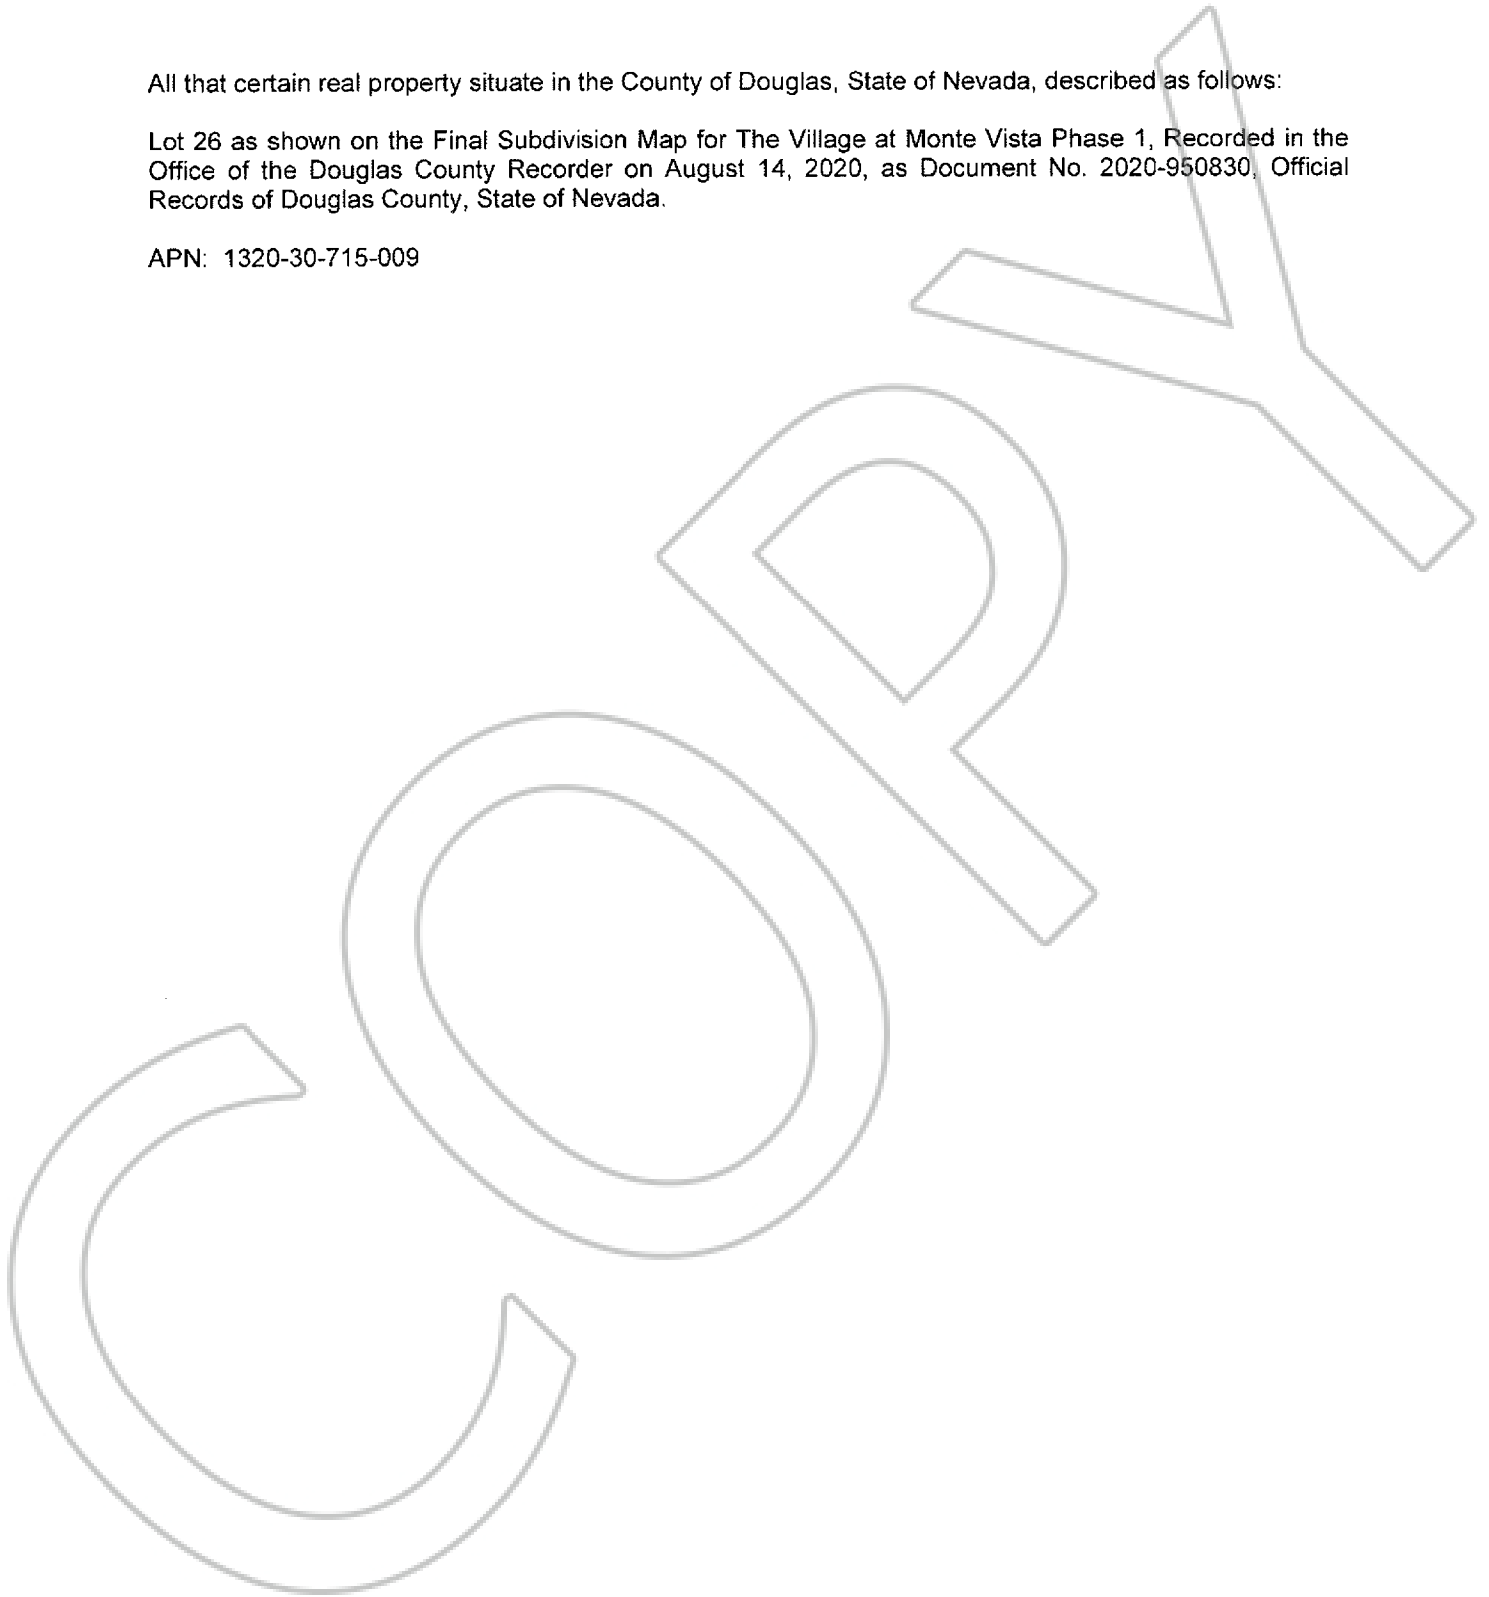 All that certain real property situate in the County of Douglas, State of Nevada, described as follows:
Lot 26 as shown on the Final Subdivision Map for The Village at Monte Vista Phase 1, Recorded in the
Office of the Douglas County Recorder on August 14, 2020, as Document No. 2020-950830, Official
Records of Douglas County, State of Nevada.
APN: 1320-30-715-009
COPY